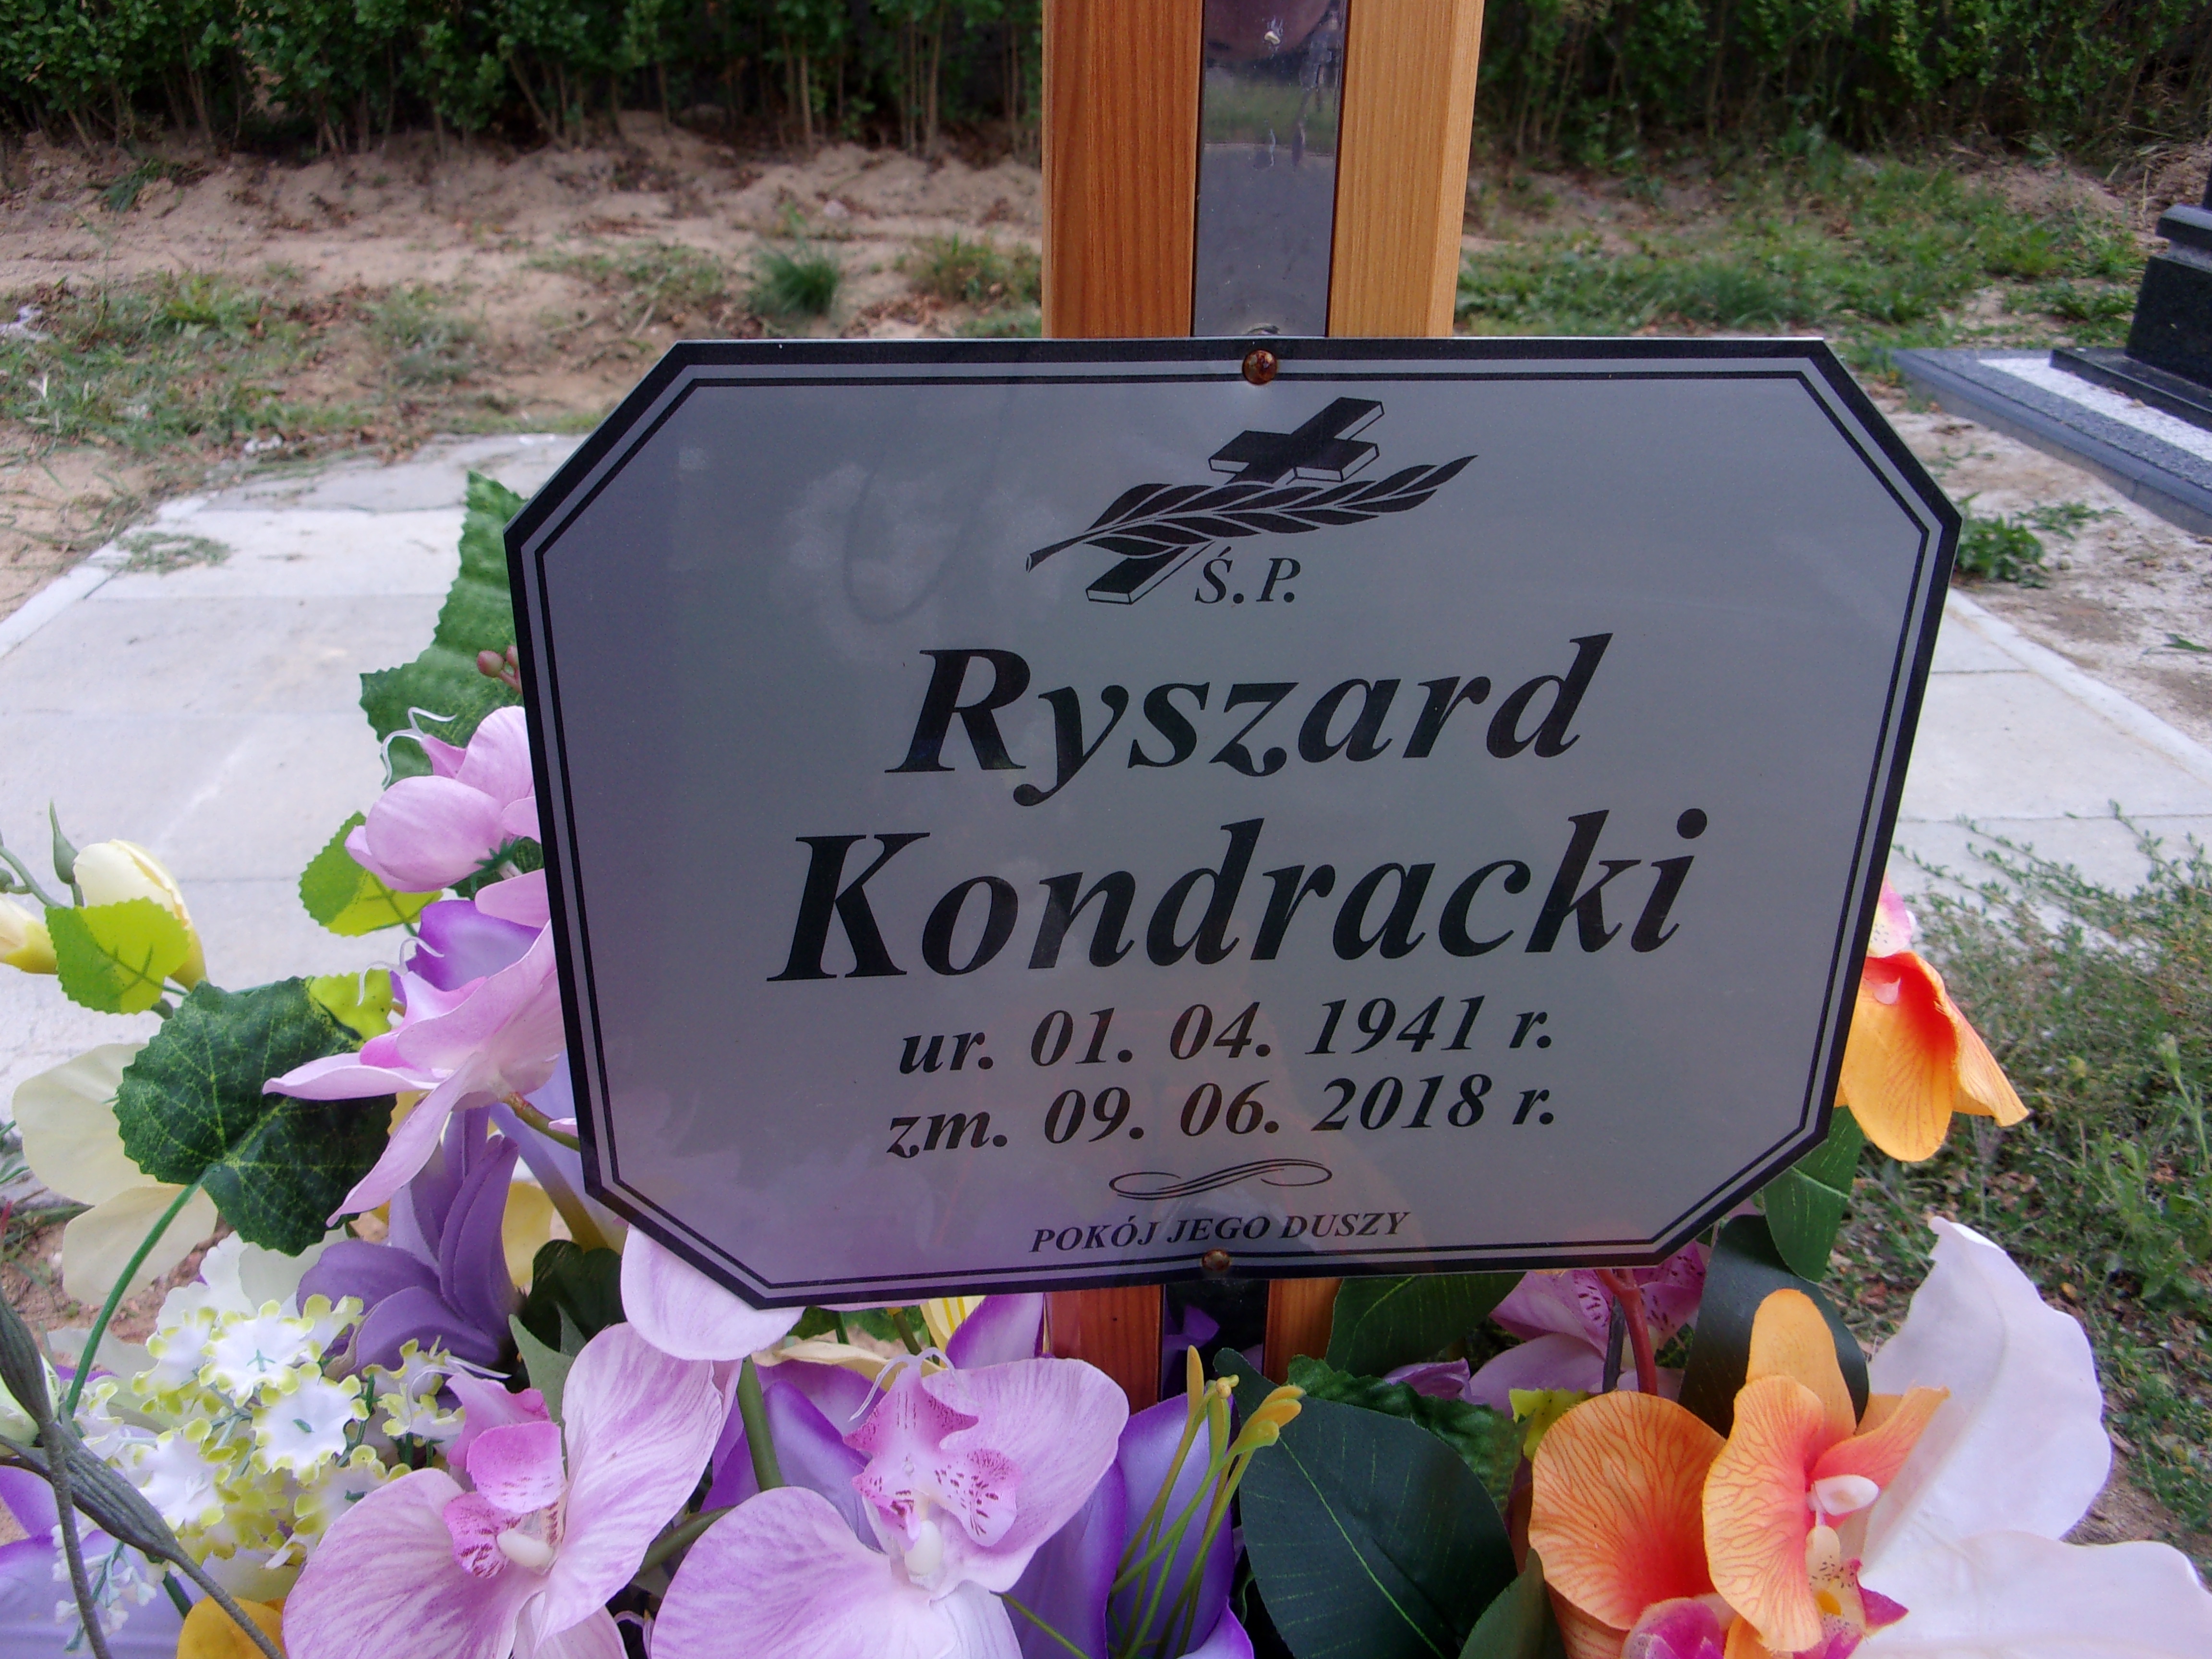 Ś.P.
Ryszard
Kondracki
ur. 01. 04. 1941 r.
zm. 09. 06. 2018 r.
POKÓJ JEGO DUSZY